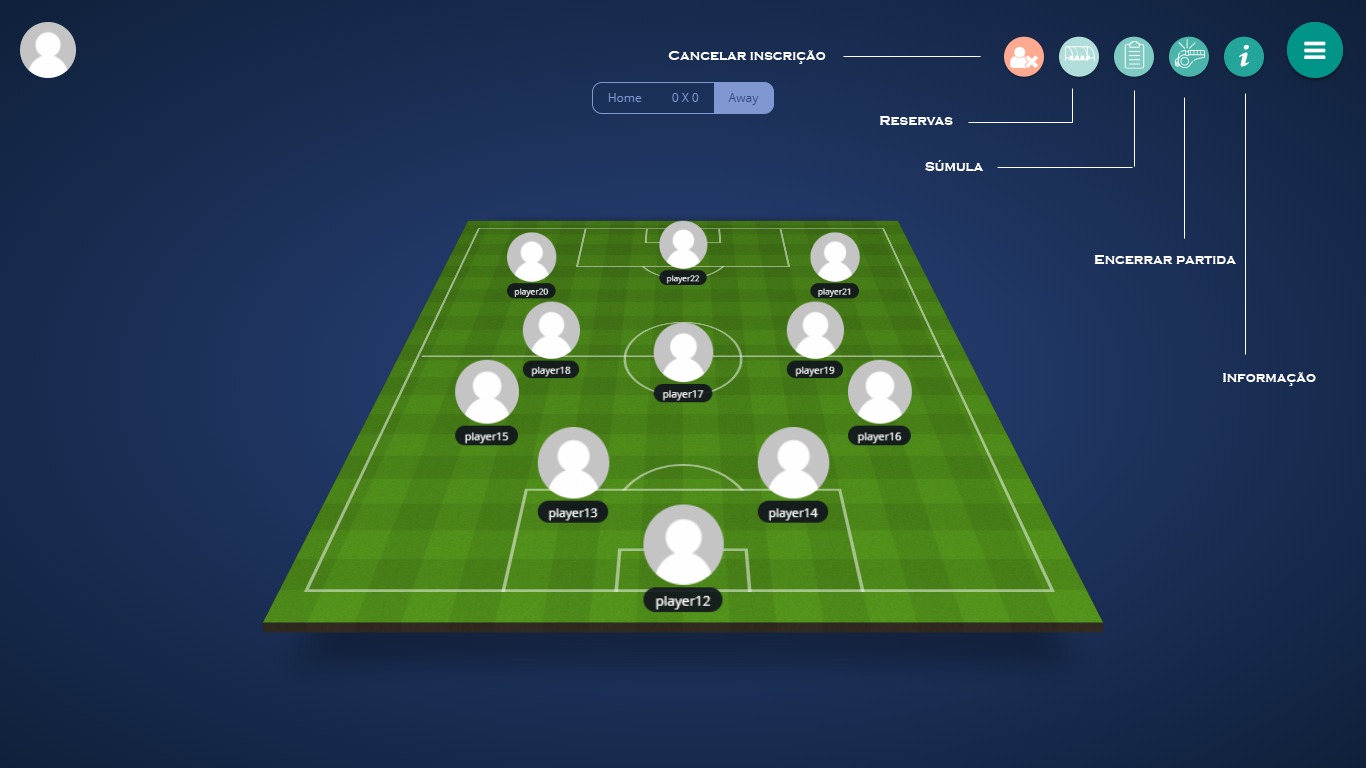 CANCELAR INSCRIÇÃO
Home 0 X 0 Away
RESERVAS
SÚMULA
ENCERRAR PARTIDA
INFORMAÇÃO
player20
player22
player21
player18
player17
player19
player15
player16
player13
player14
player12